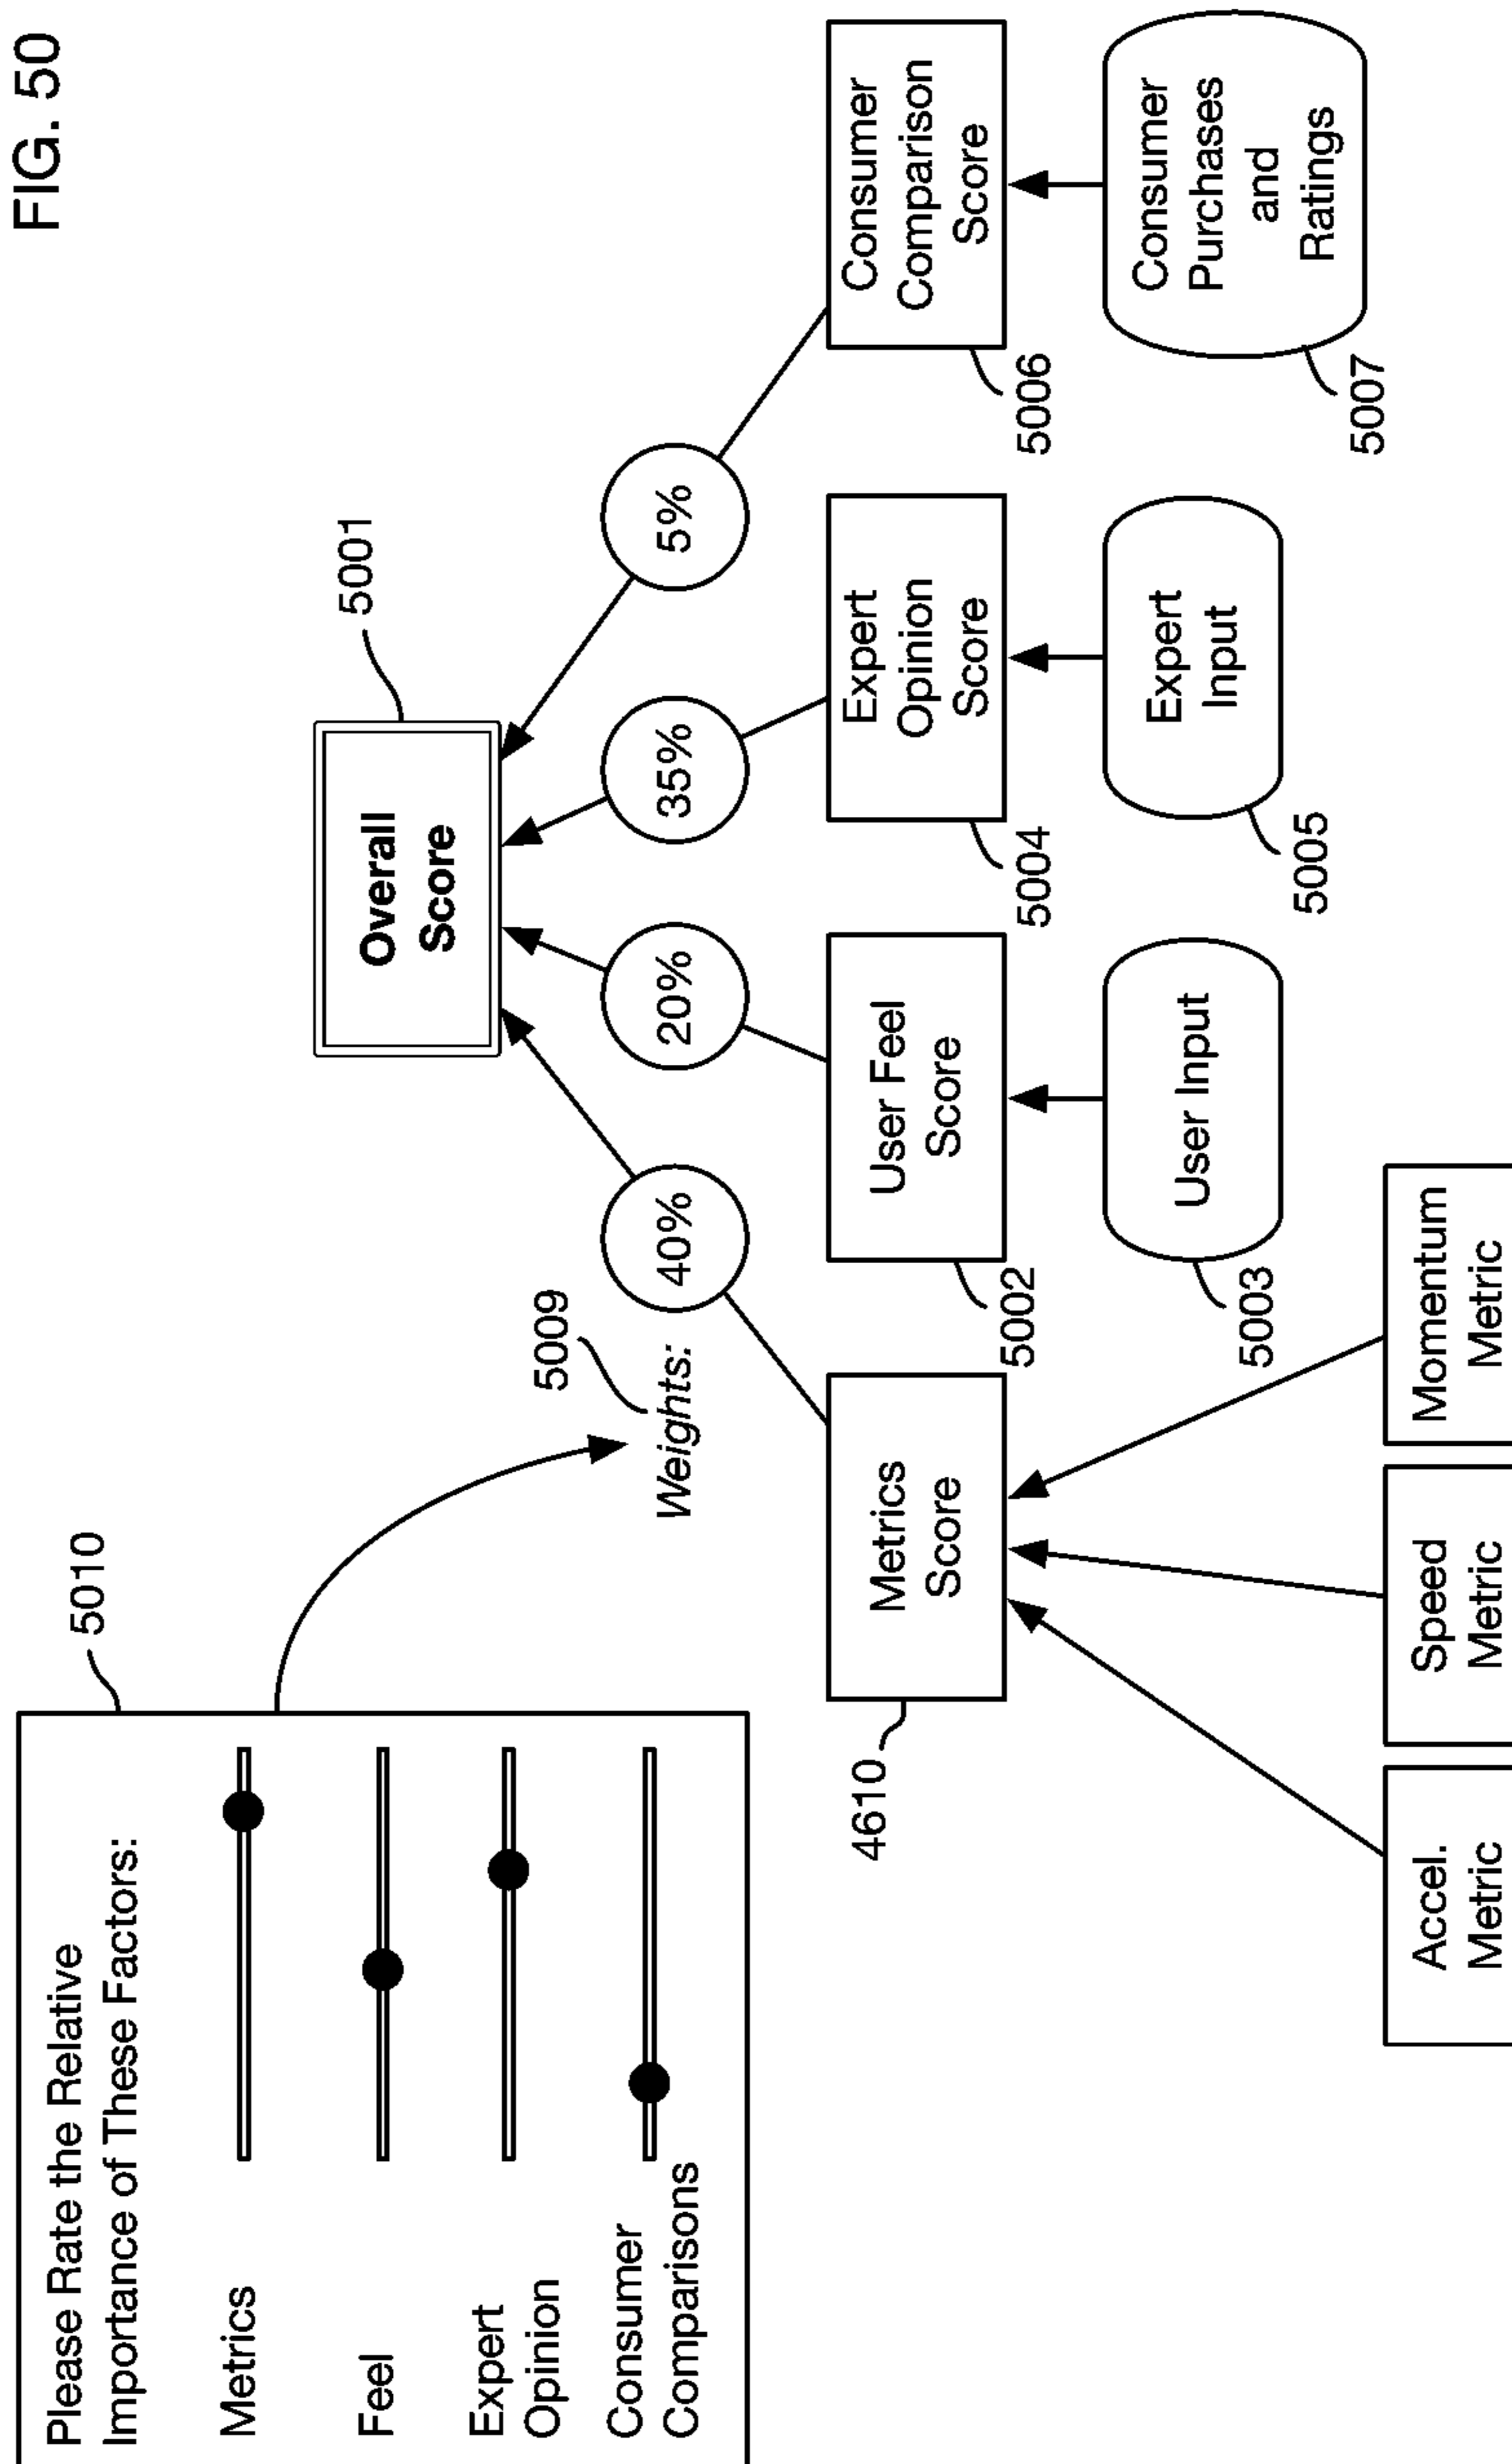 FIG. 50
Please Rate the Relative
Importance of These Factors:
Metrics
Feel
Expert
Opinion
Consumer
Comparisons
5010
5001
Overall
Score
5009
Weights:
40%
20%
35%
5%
4610
Metrics
Score
5002
User Feel
Score
5004
Expert
Opinion
Score
5006
Consumer
Comparison
Score
5003
User Input
5005
Expert
Input
5007
Consumer
Purchases
and
Ratings
Accel.
Metric
Speed
Metric
Momentum
Metric